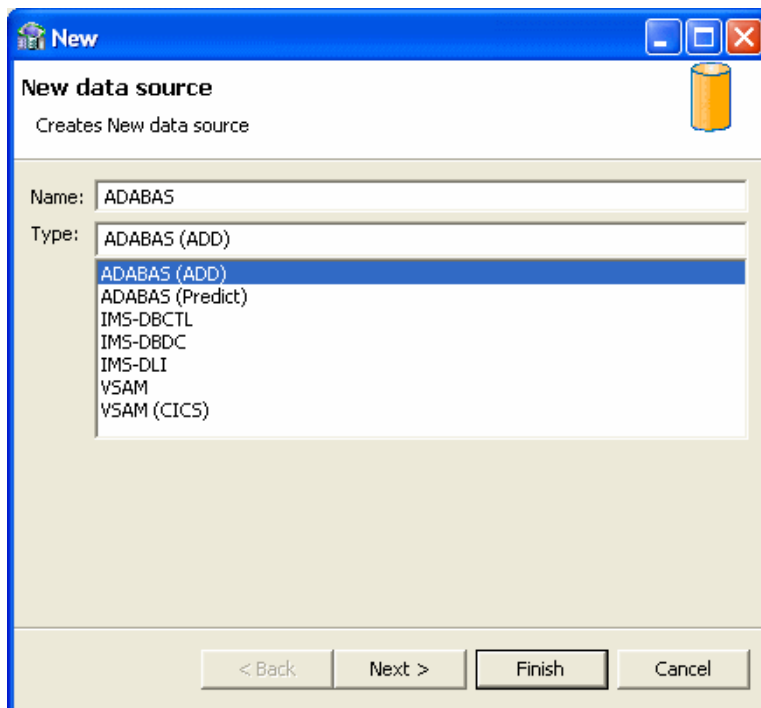 New
New data source
Creates New data source
Name: ADABAS
Type: ADABAS (ADD)
ADABAS (ADD)
ADABAS (Predict)
IMS-DBCTL
IMS-DBDC
IMS-DLI
VSAM
VSAM (CICS)
< Back Next > Finish Cancel